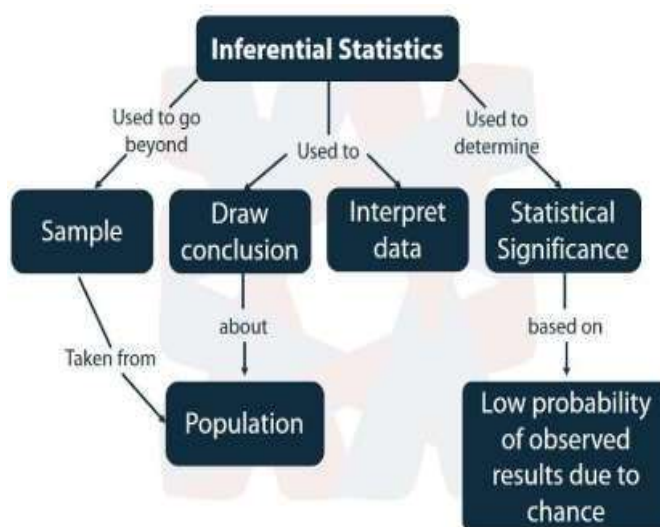 Inferential Statistics
Used to go
beyond
Used to
Used to
determine
Sample
Draw
conclusion
Interpret
data
Statistical
Significance
Taken from
about
based on
Population
Low probability
of observed
results due to
chance